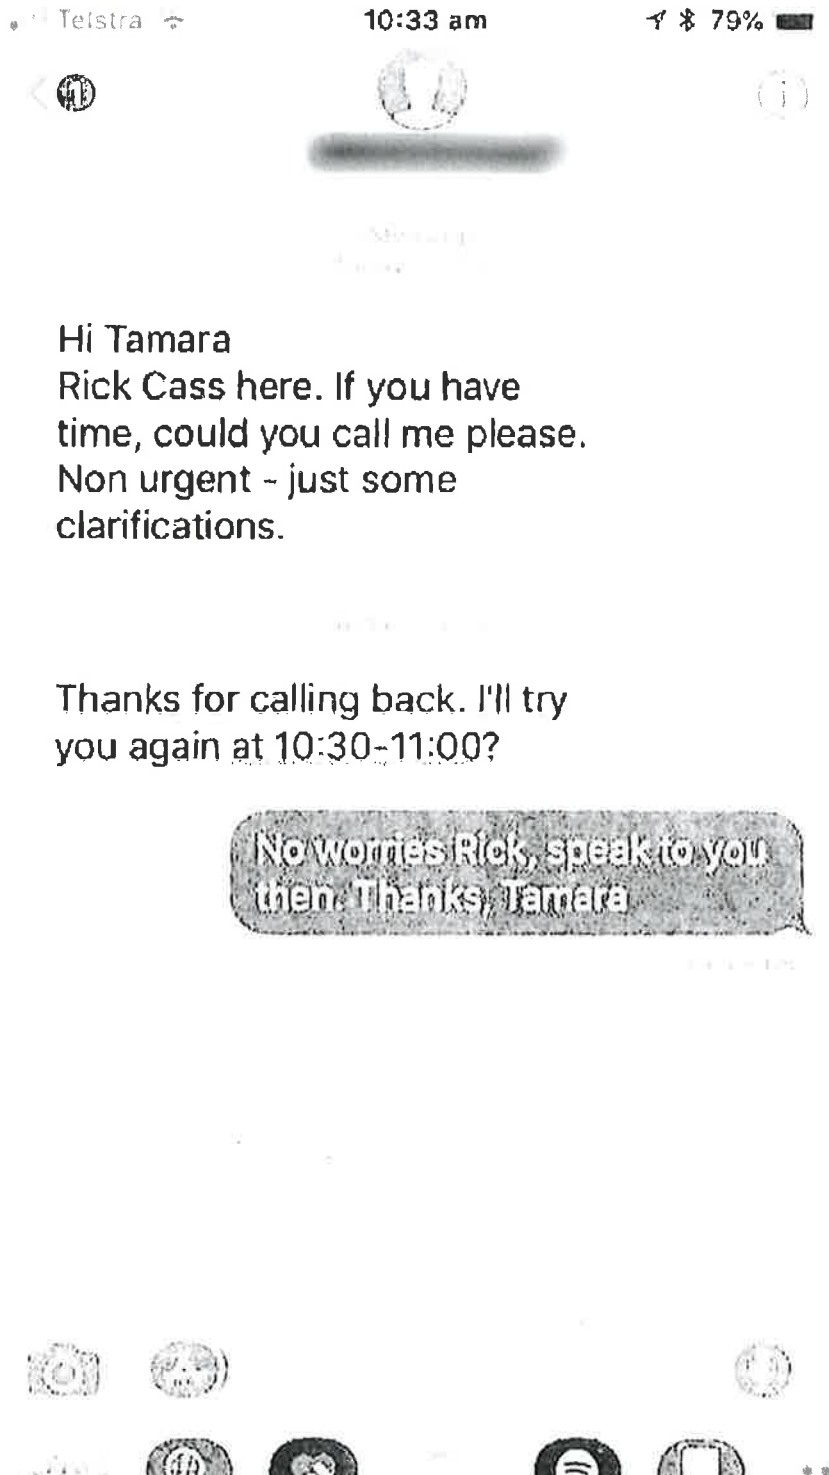 Telstra
10:33 am
79%
Hi Tamara
Rick Cass here. If you have
time, could you call me please.
Non urgent - just some
clarifications.
Thanks for calling back. I'll try
you again at 10:30-11:00?
No worries Rick, speak to you
then. Thanks, Tamara